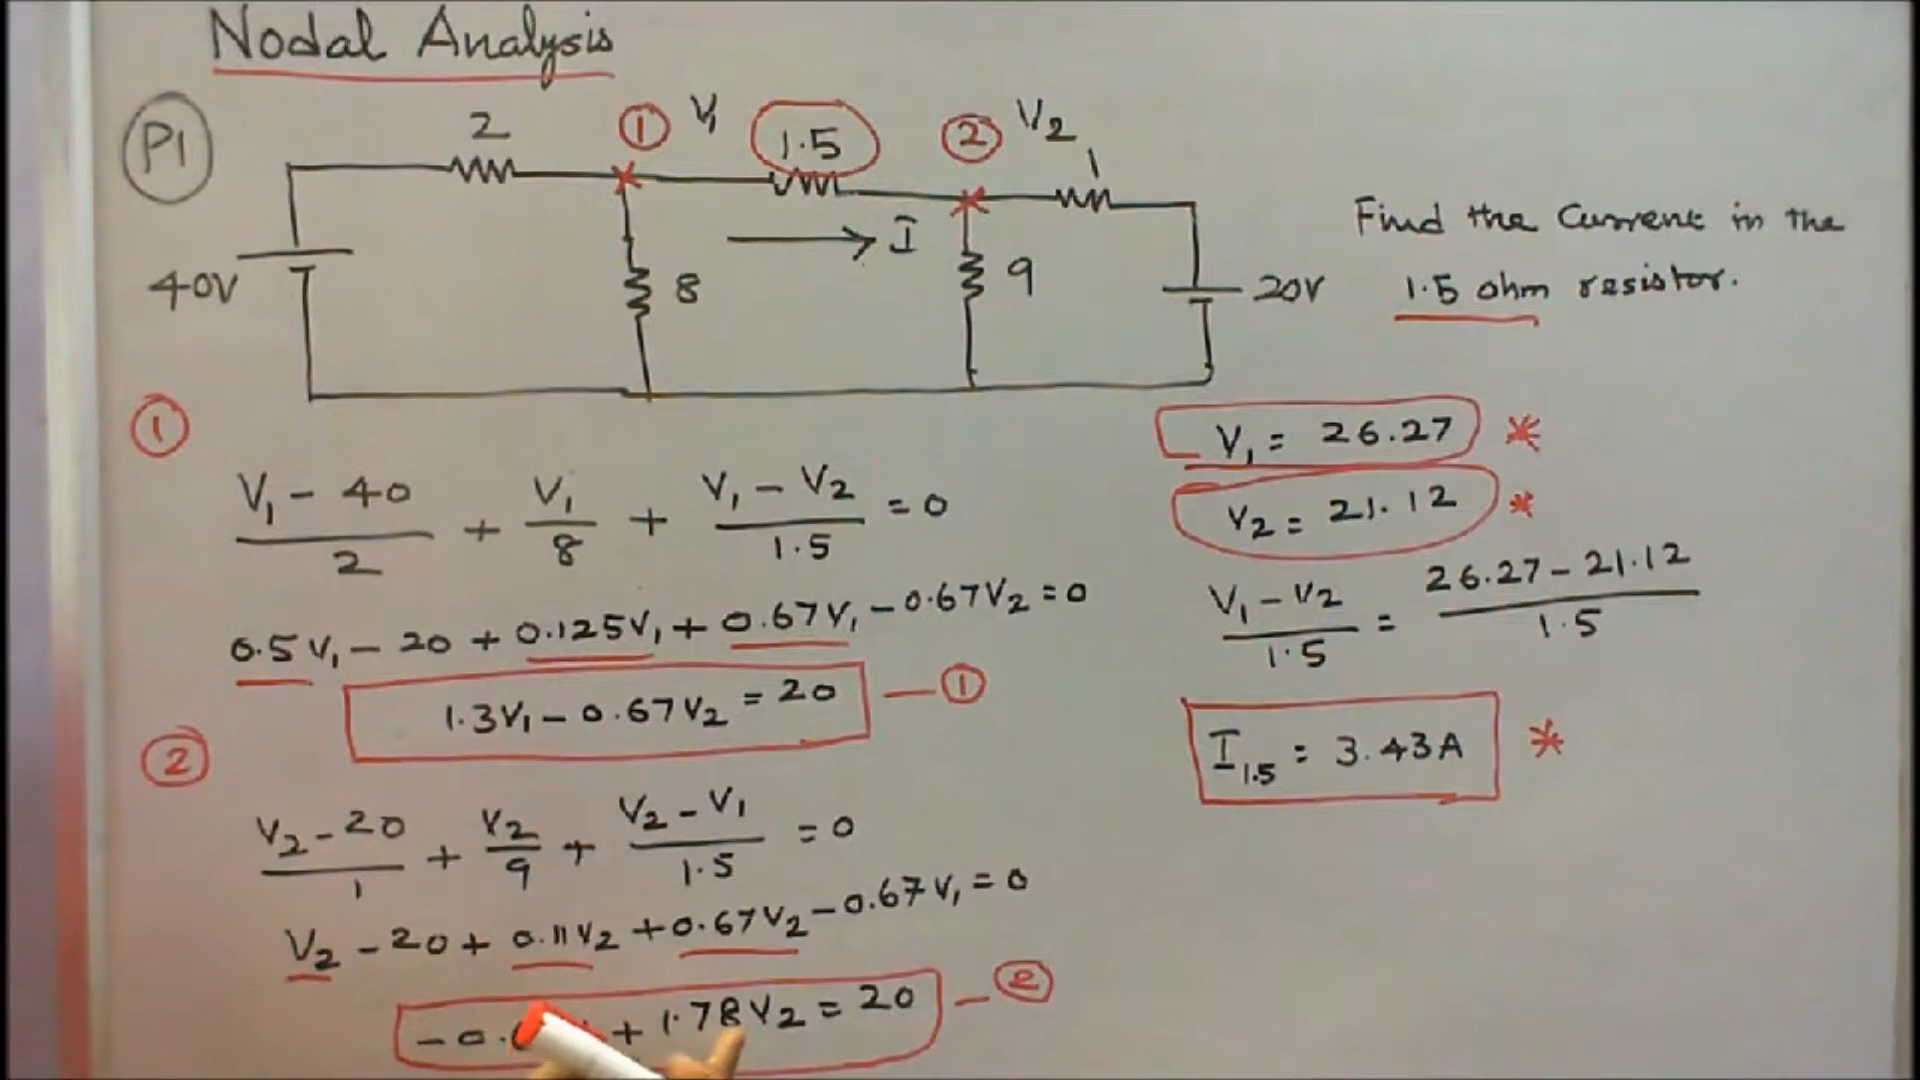 Nodal Analysis
P1
2
① V1
1.5
② V2
1
40V
8
I
9
20V
Find the Current in the
1.5 ohm resistor.
①
V1 - 40 / 2 + V1 / 8 + V1 - V2 / 1.5 = 0
0.5V1 - 20 + 0.125V1 + 0.67V1 - 0.67V2 = 0
1.3V1 - 0.67V2 = 20 — ①
②
V2 - 20 / 1 + V2 / 9 + V2 - V1 / 1.5 = 0
V2 - 20 + 0.11V2 + 0.67V2 - 0.67V1 = 0
- 0. + 1.78V2 = 20 — ②
V1 = 26.27 *
V2 = 21.12 *
V1 - V2 / 1.5 = 26.27 - 21.12 / 1.5
I1.5 = 3.43A *